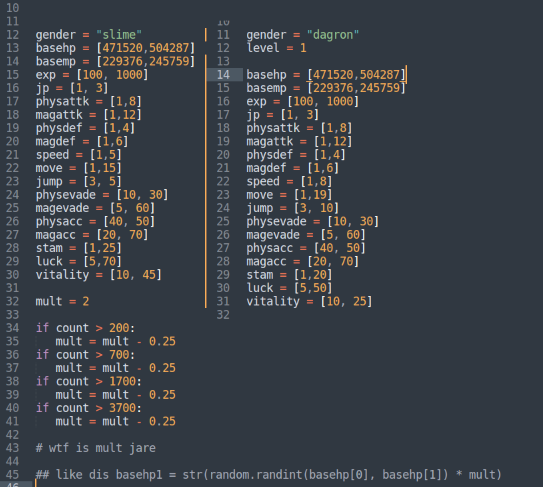 10
11
12 gender = "slime"
13 basehp = [471520,504287]
14 basemp = [229376,245759]
15 exp = [100, 1000]
16 jp = [1, 3]
17 physattk = [1,8]
18 magattk = [1,12]
19 physdef = [1,4]
20 magdef = [1,6]
21 speed = [1,5]
22 move = [1,15]
23 jump = [3, 5]
24 physevade = [10, 30]
25 magevade = [5, 60]
26 physacc = [40, 50]
27 magacc = [20, 70]
28 stam = [1,25]
29 luck = [5,70]
30 vitality = [10, 45]
31
32 mult = 2
33
34 if count > 200:
35 mult = mult - 0.25
36 if count > 700:
37 mult = mult - 0.25
38 if count > 1700:
39 mult = mult - 0.25
40 if count > 3700:
41 mult = mult - 0.25
42
43 # wtf is mult jare
44
45 ## like dis basehp1 = str(random.randint(basehp[0], basehp[1]) * mult)
46
10
11 gender = "dagron"
12 level = 1
13
14 basehp = [471520,504287]
15 basemp = [229376,245759]
16 exp = [100, 1000]
17 jp = [1, 3]
18 physattk = [1,8]
19 magattk = [1,12]
20 physdef = [1,4]
21 magdef = [1,6]
22 speed = [1,8]
23 move = [1,19]
24 jump = [3, 10]
25 physevade = [10, 30]
26 magevade = [5, 60]
27 physacc = [40, 50]
28 magacc = [20, 70]
29 stam = [1,20]
30 luck = [5,50]
31 vitality = [10, 25]
32